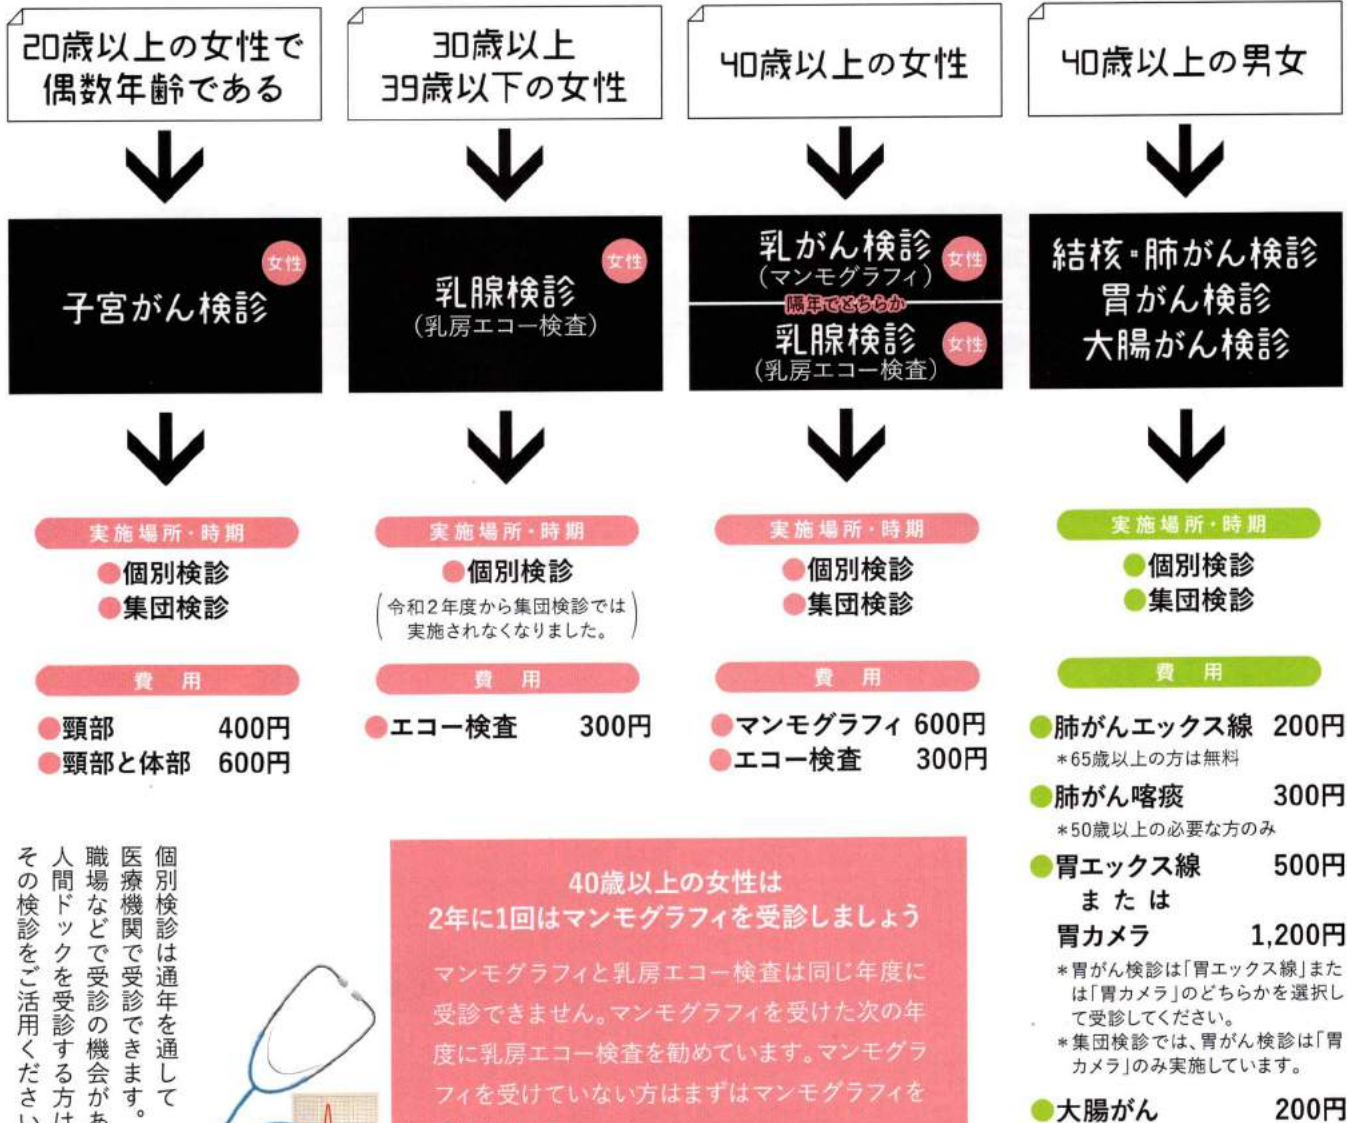 20歳以上の女性で
偶数年齢である
子宮がん検診
女性
実施場所・時期
●個別検診
●集団検診
費 用
●頸部 400円
●頸部と体部 600円
30歳以上
39歳以下の女性
乳腺検診
(乳房エコー検査)
女性
実施場所・時期
●個別検診
(令和2年度から集団検診では
実施されなくなりました。)
費 用
●エコー検査 300円
40歳以上の女性
乳がん検診
(マンモグラフィ)
女性
隔年でどちらか
乳腺検診
(乳房エコー検査)
女性
実施場所・時期
●個別検診
●集団検診
費 用
●マンモグラフィ 600円
●エコー検査 300円
40歳以上の男女
結核・肺がん検診
胃がん検診
大腸がん検診
実施場所・時期
●個別検診
●集団検診
費 用
●肺がんエックス線 200円
*65歳以上の方は無料
●肺がん喀痰 300円
*50歳以上の必要な方のみ
●胃エックス線 500円
または
胃カメラ 1,200円
*胃がん検診は「胃エックス線」また
は「胃カメラ」のどちらかを選択し
て受診してください。
*集団検診では、胃がん検診は「胃
カメラ」のみ実施しています。
●大腸がん 200円
個別検診は通年を通して
医療機関で受診できます。
職場などで受診の機会があ
人間ドックを受診する方は
その検診をご活用ください
40歳以上の女性は
2年に1回はマンモグラフィを受診しましょう
マンモグラフィと乳房エコー検査は同じ年度に
受診できません。マンモグラフィを受けた次の年
度に乳房エコー検査を勧めています。マンモグラ
フィを受けていない方はまずはマンモグラフィを